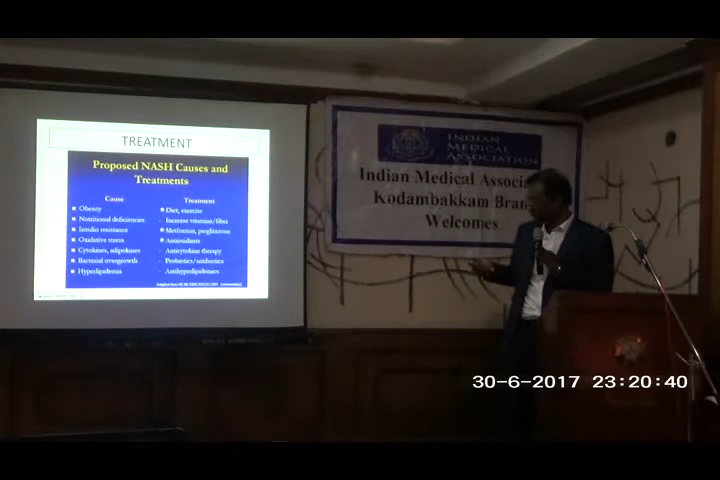 TREATMENT
Proposed NASH Causes and
Treatments
Cause Treatment
Obesity Diet, exercise
Nutritional deficiencies Increase vitamins/fiber
Insulin resistance Metformin, pioglitazone
Oxidative stress Antioxidants
Cytokines, adipokines Anticytokine therapy
Bacterial overgrowth Probiotics/antibiotics
Hyperlipidemia Antihyperlipidemics
INDIAN
MEDICAL
ASSOCIATION
Indian Medical Associa
Kodambakkam Bran
Welcomes
30-6-2017 23:20:40